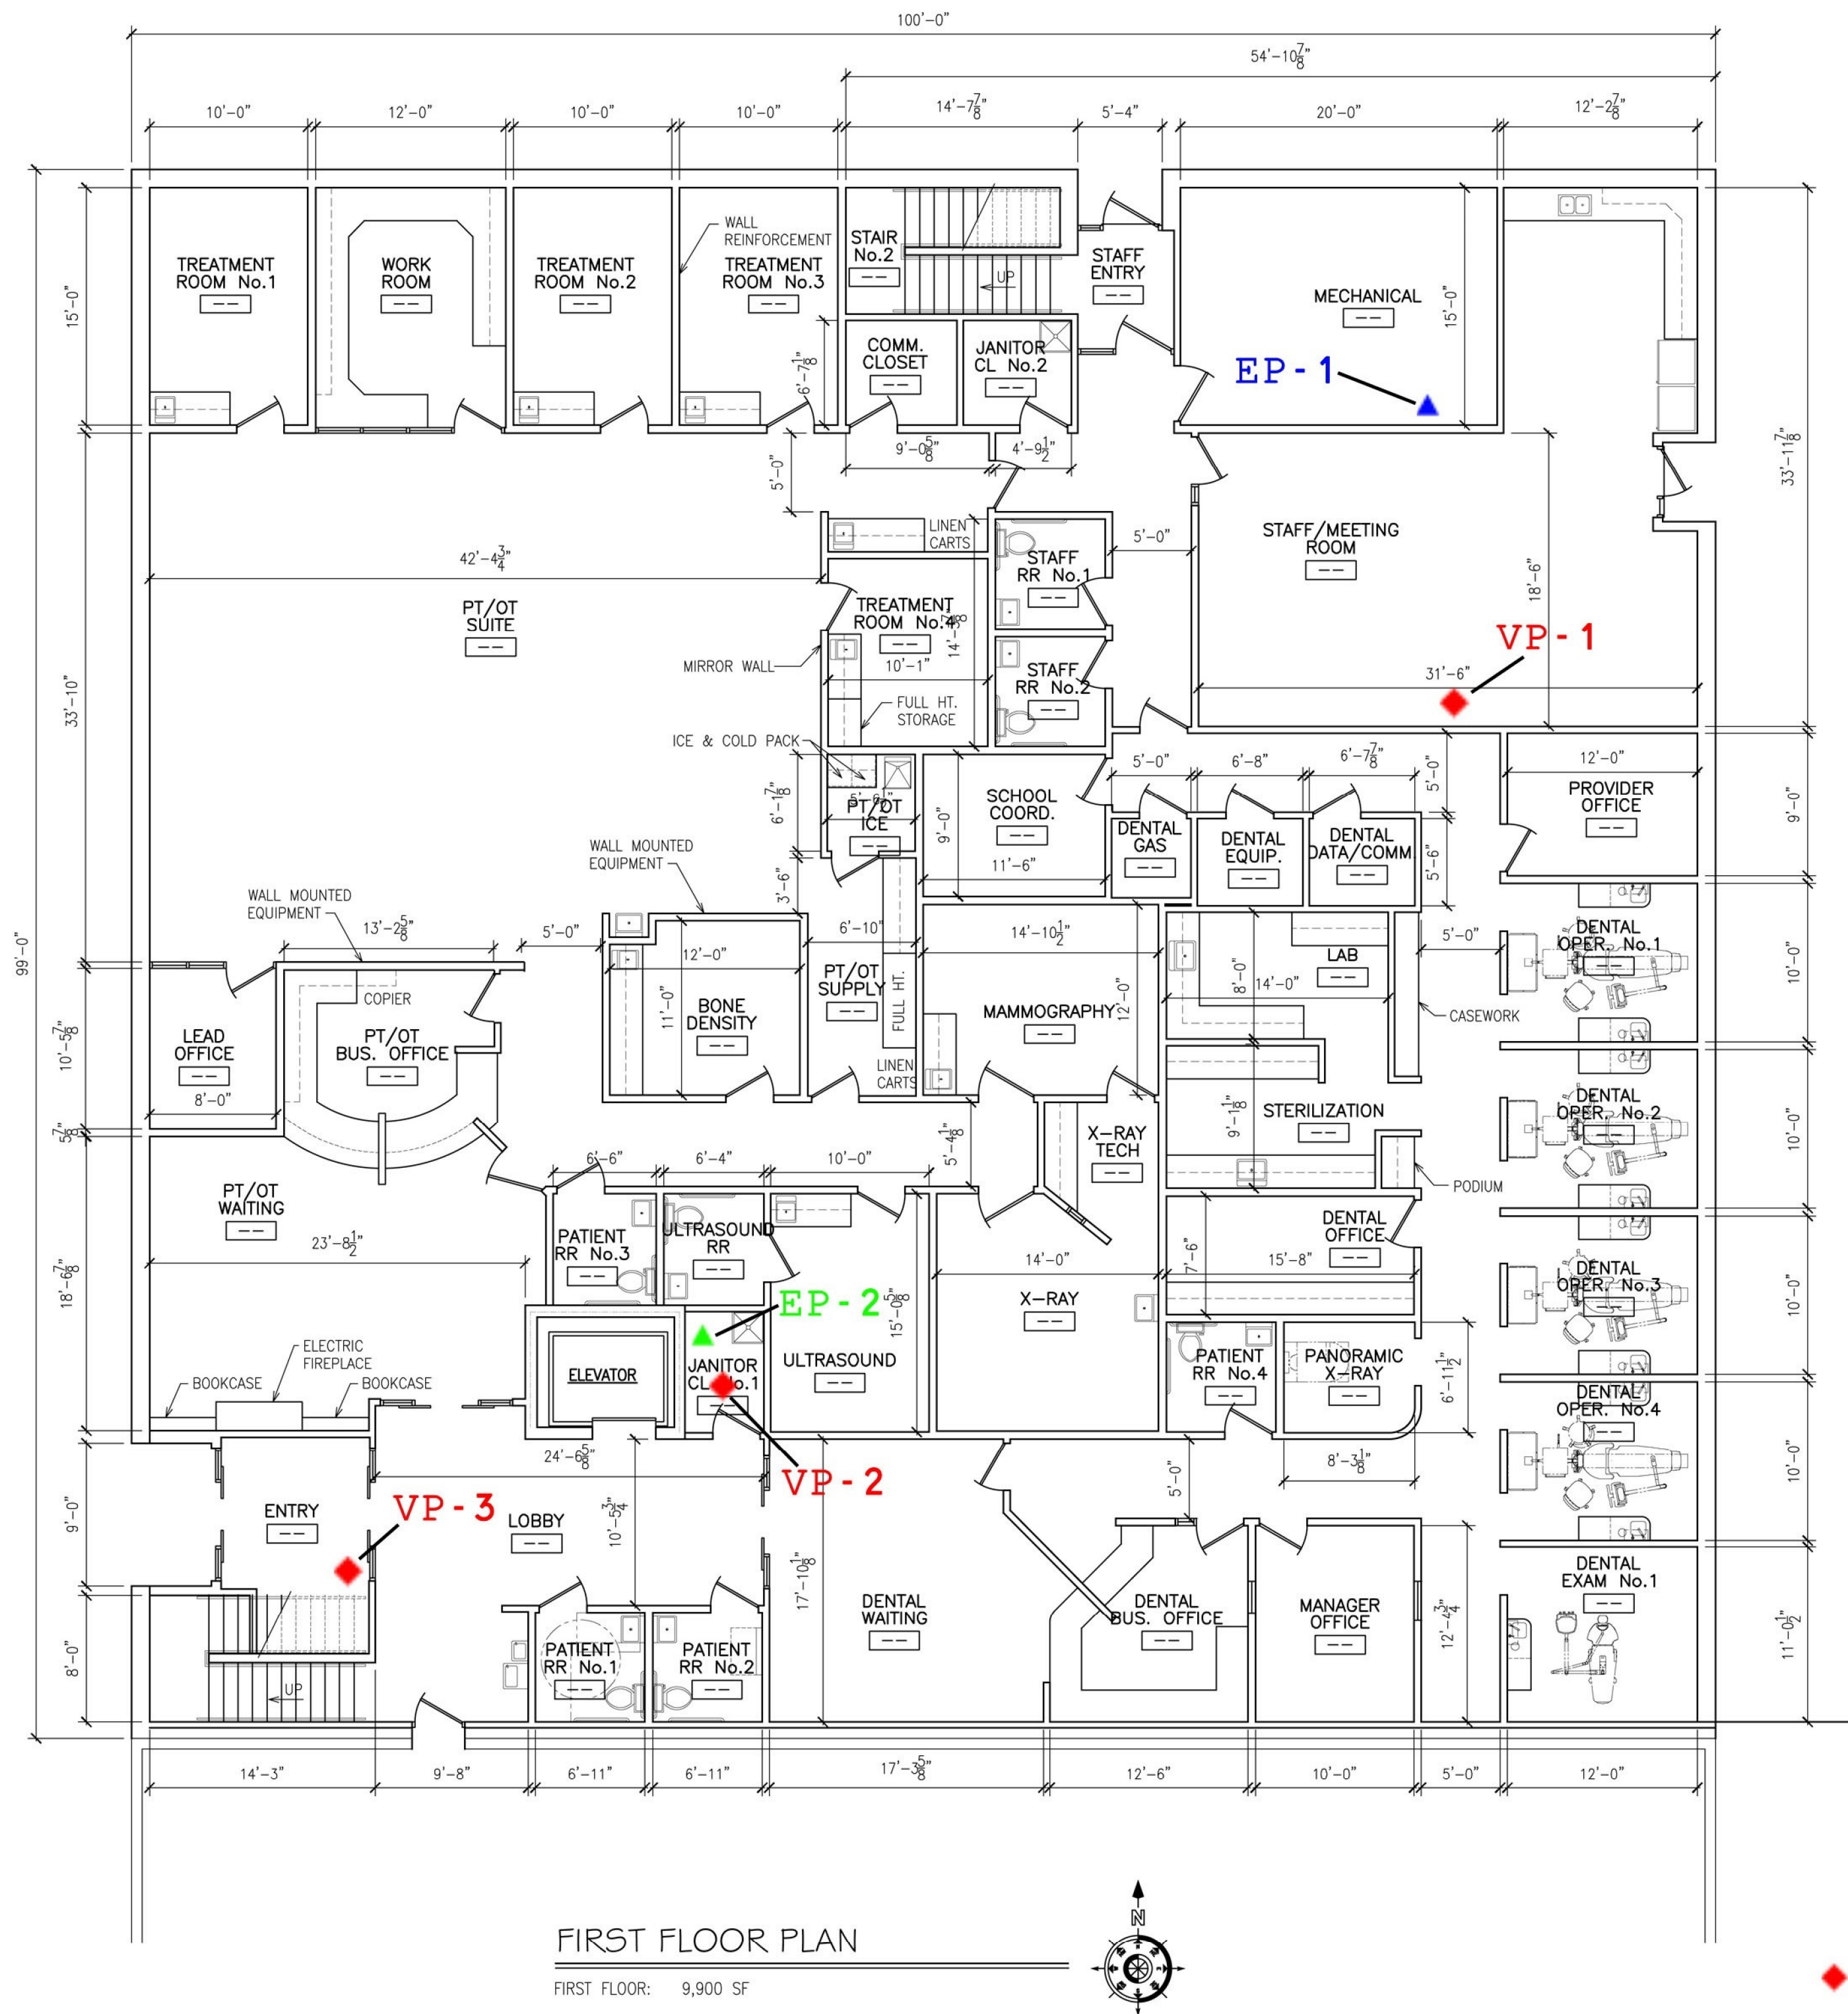 100'-0"
54'-10 7/8"
10'-0"
12'-0"
10'-0"
10'-0"
14'-7 7/8"
5'-4"
20'-0"
12'-2 7/8"
15'-0"
TREATMENT
ROOM No.1
--
WORK
ROOM
--
TREATMENT
ROOM No.2
--
WALL
REINFORCEMENT
TREATMENT
ROOM No.3
--
STAIR
No.2
--
UP
STAFF
ENTRY
--
MECHANICAL
--
15'-0"
EP-1
6'-7 1/8"
COMM.
CLOSET
--
JANITOR
CL No.2
--
9'-0 5/8"
4'-9 1/2"
5'-0"
33'-11 7/8"
LINEN
CARTS
5'-0"
STAFF/MEETING
ROOM
--
18'-6"
42'-4 3/4"
PT/OT
SUITE
--
STAFF
RR No.1
--
TREATMENT
ROOM No.4
--
10'-1"
MIRROR WALL
STAFF
RR No.2
--
FULL HT.
STORAGE
VP-1
31'-6"
33'-10"
ICE & COLD PACK
6'-1 7/8"
PT/OT
ICE
--
SCHOOL
COORD.
--
9'-0"
11'-6"
5'-0"
6'-8"
6'-7 7/8"
5'-0"
12'-0"
PROVIDER
OFFICE
--
9'-0"
DENTAL
GAS
--
DENTAL
EQUIP.
--
DENTAL
DATA/COMM.
--
5'-6"
WALL MOUNTED
EQUIPMENT
3'-6"
WALL MOUNTED
EQUIPMENT
13'-2 5/8"
5'-0"
99'-0"
12'-0"
11'-0"
BONE
DENSITY
--
6'-10"
PT/OT
SUPPLY
--
FULL HT.
LINEN
CARTS
14'-10 1/2"
MAMMOGRAPHY
--
12'-0"
LAB
--
8'-0"
14'-0"
5'-0"
CASEWORK
DENTAL
OPER. No.1
--
10'-0"
COPIER
LEAD
OFFICE
--
8'-0"
PT/OT
BUS. OFFICE
--
10'-5 7/8"
5 7/8"
X-RAY
TECH
--
5'-4 1/8"
STERILIZATION
--
9'-1 1/8"
DENTAL
OPER. No.2
--
10'-0"
PODIUM
6'-6"
6'-4"
10'-0"
PT/OT
WAITING
--
23'-8 1/2"
PATIENT
RR No.3
--
ULTRASOUND
RR
--
DENTAL
OFFICE
--
7'-6"
15'-8"
14'-0"
X-RAY
--
DENTAL
OPER. No.3
--
10'-0"
18'-6 7/8"
EP-2
15'-0 5/8"
ELECTRIC
FIREPLACE
BOOKCASE
BOOKCASE
ELEVATOR
JANITOR
CL No.1
--
ULTRASOUND
--
PATIENT
RR No.4
--
PANORAMIC
X-RAY
--
6'-11 1/2"
DENTAL
OPER. No.4
--
10'-0"
24'-6 5/8"
VP-2
8'-3 1/8"
5'-0"
9'-0"
ENTRY
--
VP-3
LOBBY
--
10'-5 3/4"
17'-10 1/8"
DENTAL
WAITING
--
DENTAL
BUS. OFFICE
--
MANAGER
OFFICE
--
12'-4 3/4"
DENTAL
EXAM No.1
--
11'-0 1/2"
8'-0"
UP
PATIENT
RR No.1
--
PATIENT
RR No.2
--
14'-3"
9'-8"
6'-11"
6'-11"
17'-3 5/8"
12'-6"
10'-0"
5'-0"
12'-0"
FIRST FLOOR PLAN
FIRST FLOOR: 9,900 SF
N